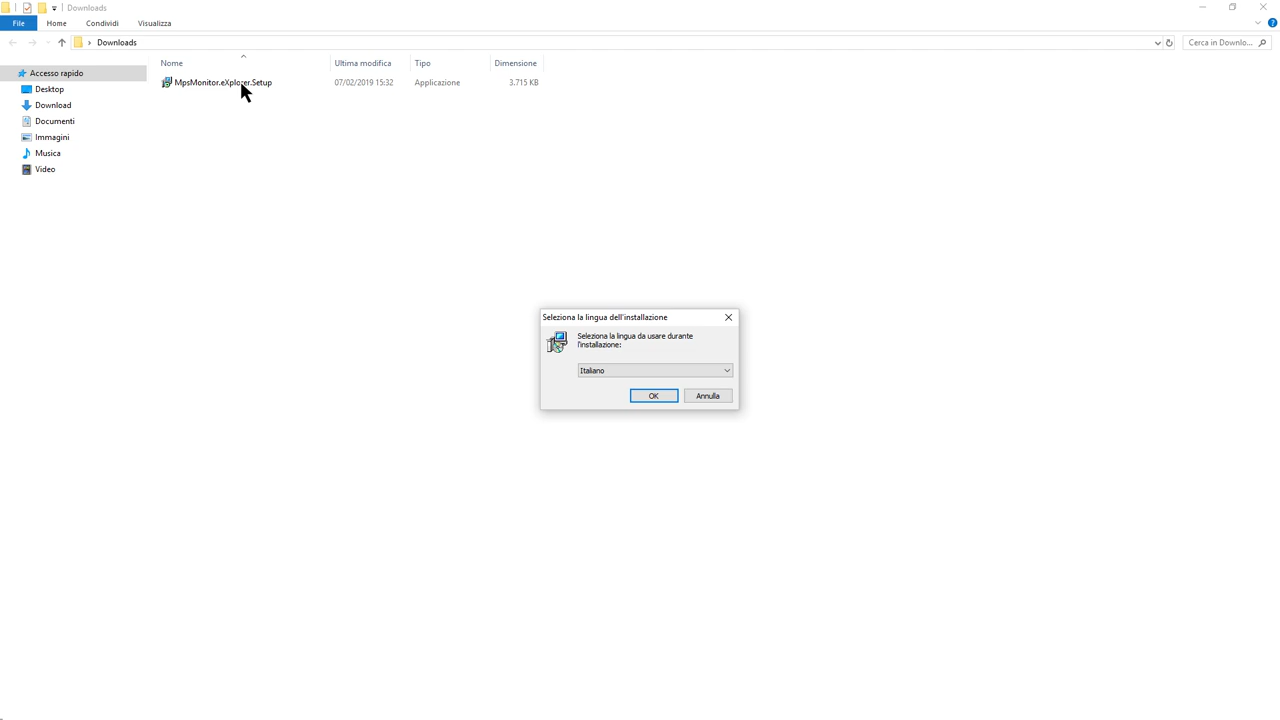 Downloads
File Home Condividi Visualizza
Downloads
Cerca in Downlo...
Nome Ultima modifica Tipo Dimensione
Accesso rapido
MpsMonitor.eXplorer.Setup 07/02/2019 15:32 Applicazione 3.715 KB
Desktop
Download
Documenti
Immagini
Musica
Video
Seleziona la lingua dell'installazione
Seleziona la lingua da usare durante
l'installazione:
Italiano
OK Annulla